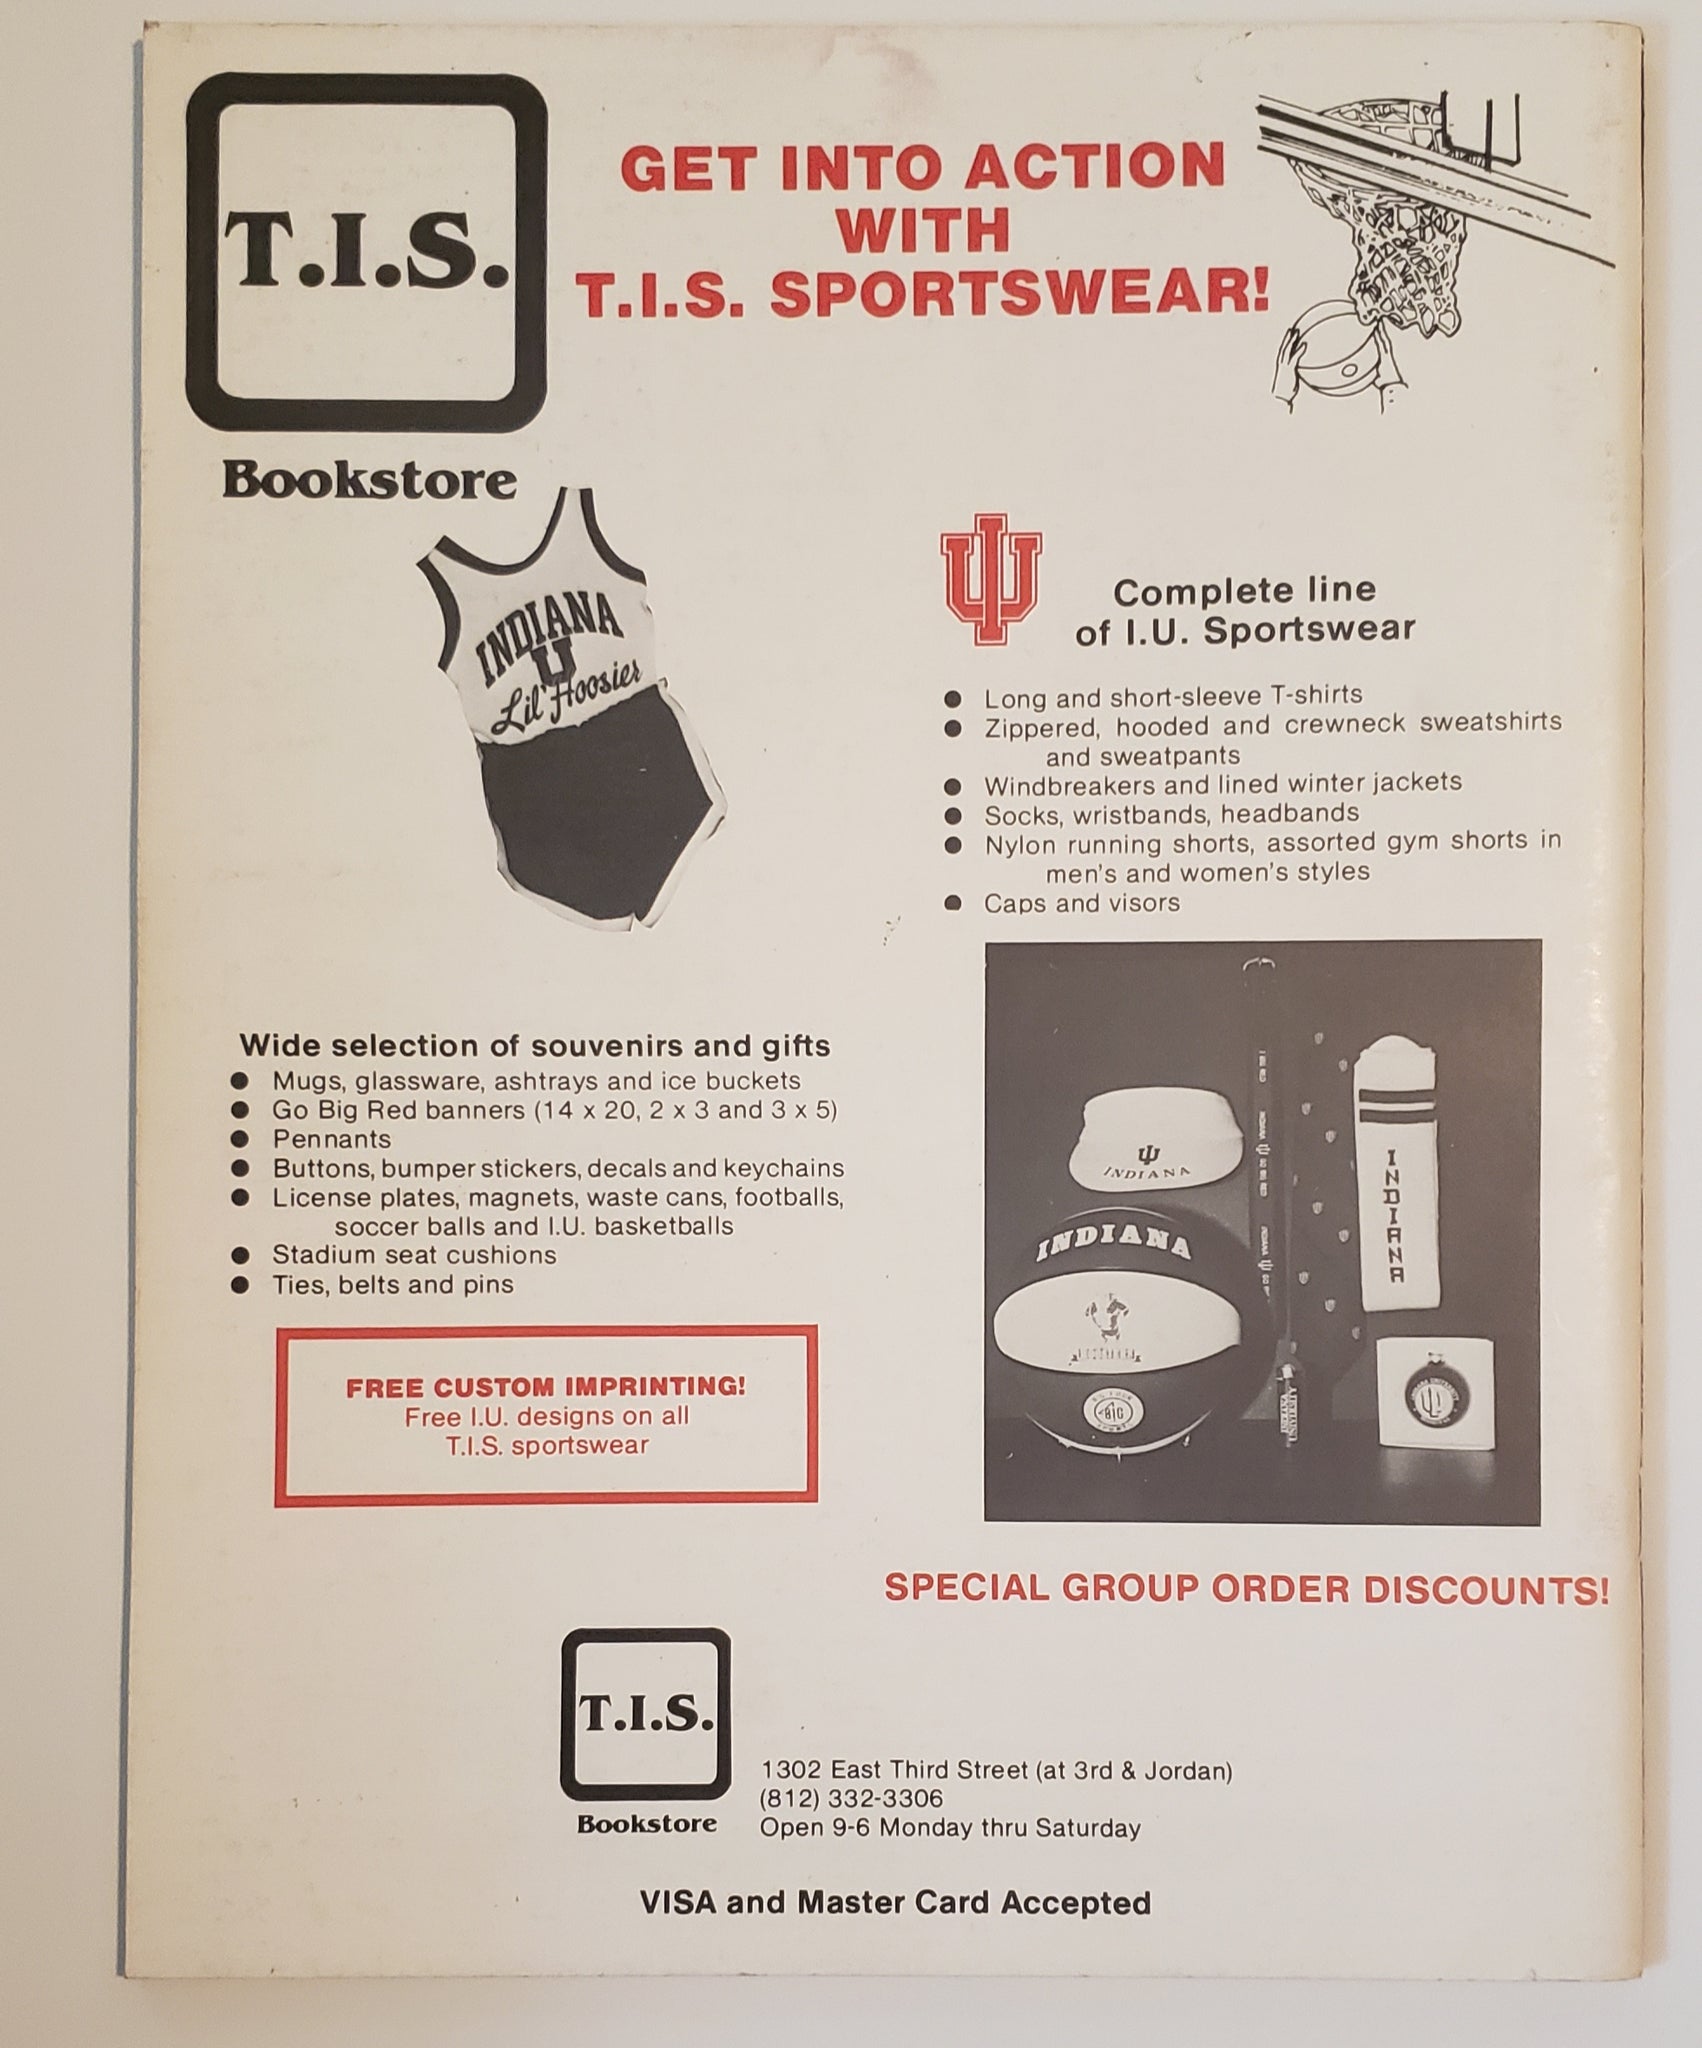 T.I.S.
Bookstore
GET INTO ACTION
WITH
T.I.S. SPORTSWEAR!
INDIANA
U
Lil' Hoosier
IU
Complete line
of I.U. Sportswear
● Long and short-sleeve T-shirts
● Zippered, hooded and crewneck sweatshirts
and sweatpants
● Windbreakers and lined winter jackets
● Socks, wristbands, headbands
● Nylon running shorts, assorted gym shorts in
men's and women's styles
● Caps and visors
Wide selection of souvenirs and gifts
● Mugs, glassware, ashtrays and ice buckets
● Go Big Red banners (14 x 20, 2 x 3 and 3 x 5)
● Pennants
● Buttons, bumper stickers, decals and keychains
● License plates, magnets, waste cans, footballs,
soccer balls and I.U. basketballs
● Stadium seat cushions
● Ties, belts and pins
FREE CUSTOM IMPRINTING!
Free I.U. designs on all
T.I.S. sportswear
IU
INDIANA
INDIANA
BIG
INDIANA
INDIANA
UNIVERSITY
IU
SPECIAL GROUP ORDER DISCOUNTS!
T.I.S.
Bookstore
1302 East Third Street (at 3rd & Jordan)
(812) 332-3306
Open 9-6 Monday thru Saturday
VISA and Master Card Accepted